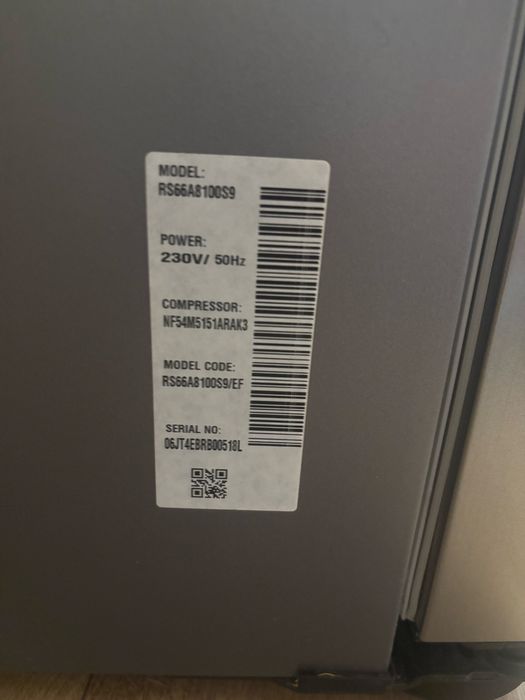 MODEL:
RS66A8100S9
POWER:
230V/ 50Hz
COMPRESSOR:
NF54M5151ARAK3
MODEL CODE:
RS66A8100S9/EF
SERIAL NO:
06JT4EBRB00518L